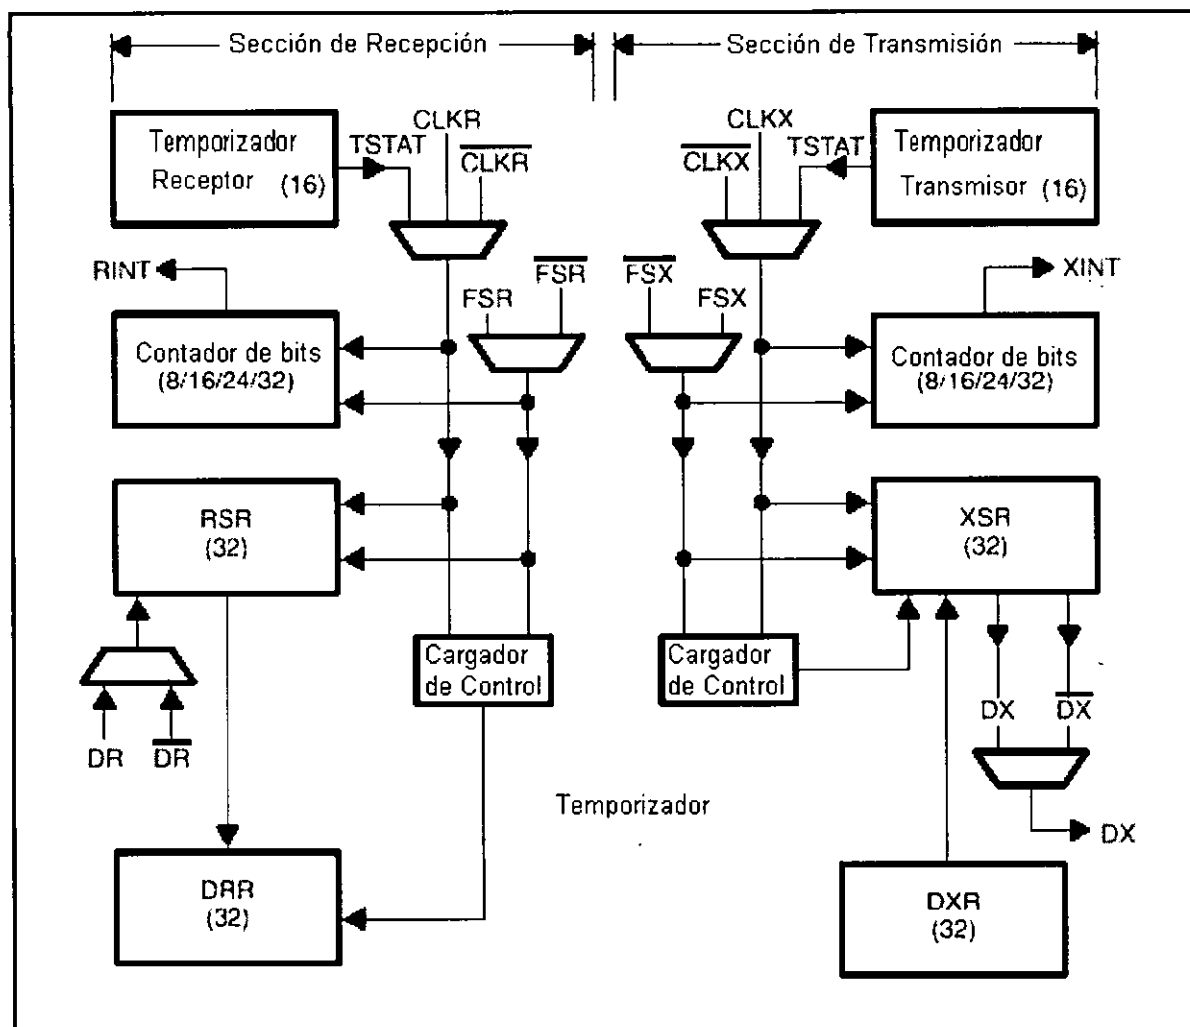 Sección de Recepción
Sección de Transmisión
Temporizador
Receptor (16)
TSTAT
CLKR
CLKR
CLKX
CLKX
TSTAT
Temporizador
Transmisor (16)
RINT
FSR
FSR
FSX
FSX
XINT
Contador de bits
(8/16/24/32)
Contador de bits
(8/16/24/32)
RSR
(32)
XSR
(32)
Cargador
de Control
Cargador
de Control
DR
DR
DX
DX
Temporizador
DX
DRR
(32)
DXR
(32)